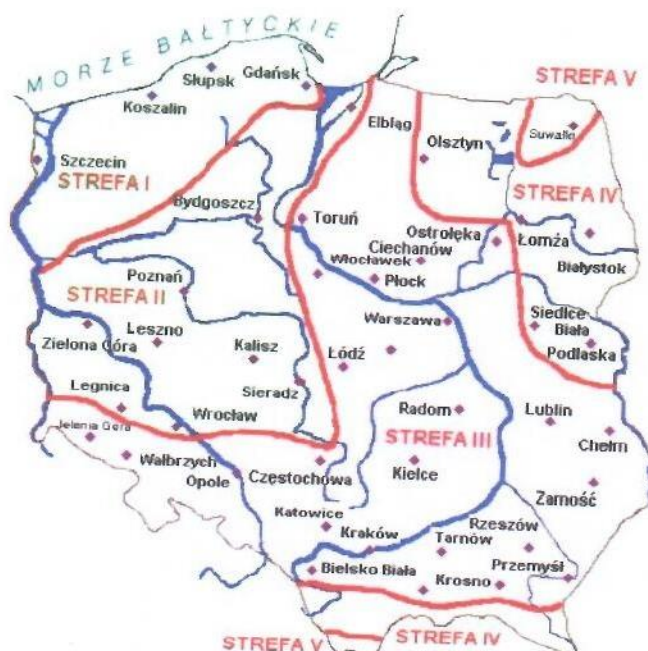 MORZE BAŁTYCKIE
STREFA V
Słupsk
Gdańsk
Koszalin
Elbląg
Suwałki
Olsztyn
Szczecin
STREFA I
STREFA IV
Bydgoszcz
Toruń
Ostrołęka
Łomża
Ciechanów
Włocławek
Białystok
Poznań
Płock
STREFA II
Siedlce
Warszawa
Biała
Podlaska
Leszno
Zielona Góra
Kalisz
Łódź
Legnica
Sieradz
Radom
Lublin
Wrocław
Jelenia Góra
STREFA III
Chełm
Wałbrzych
Częstochowa
Kielce
Opole
Zamość
Katowice
Rzeszów
Kraków
Tarnów
Przemyśl
Bielsko Biała
Krosno
STREFA V
STREFA IV